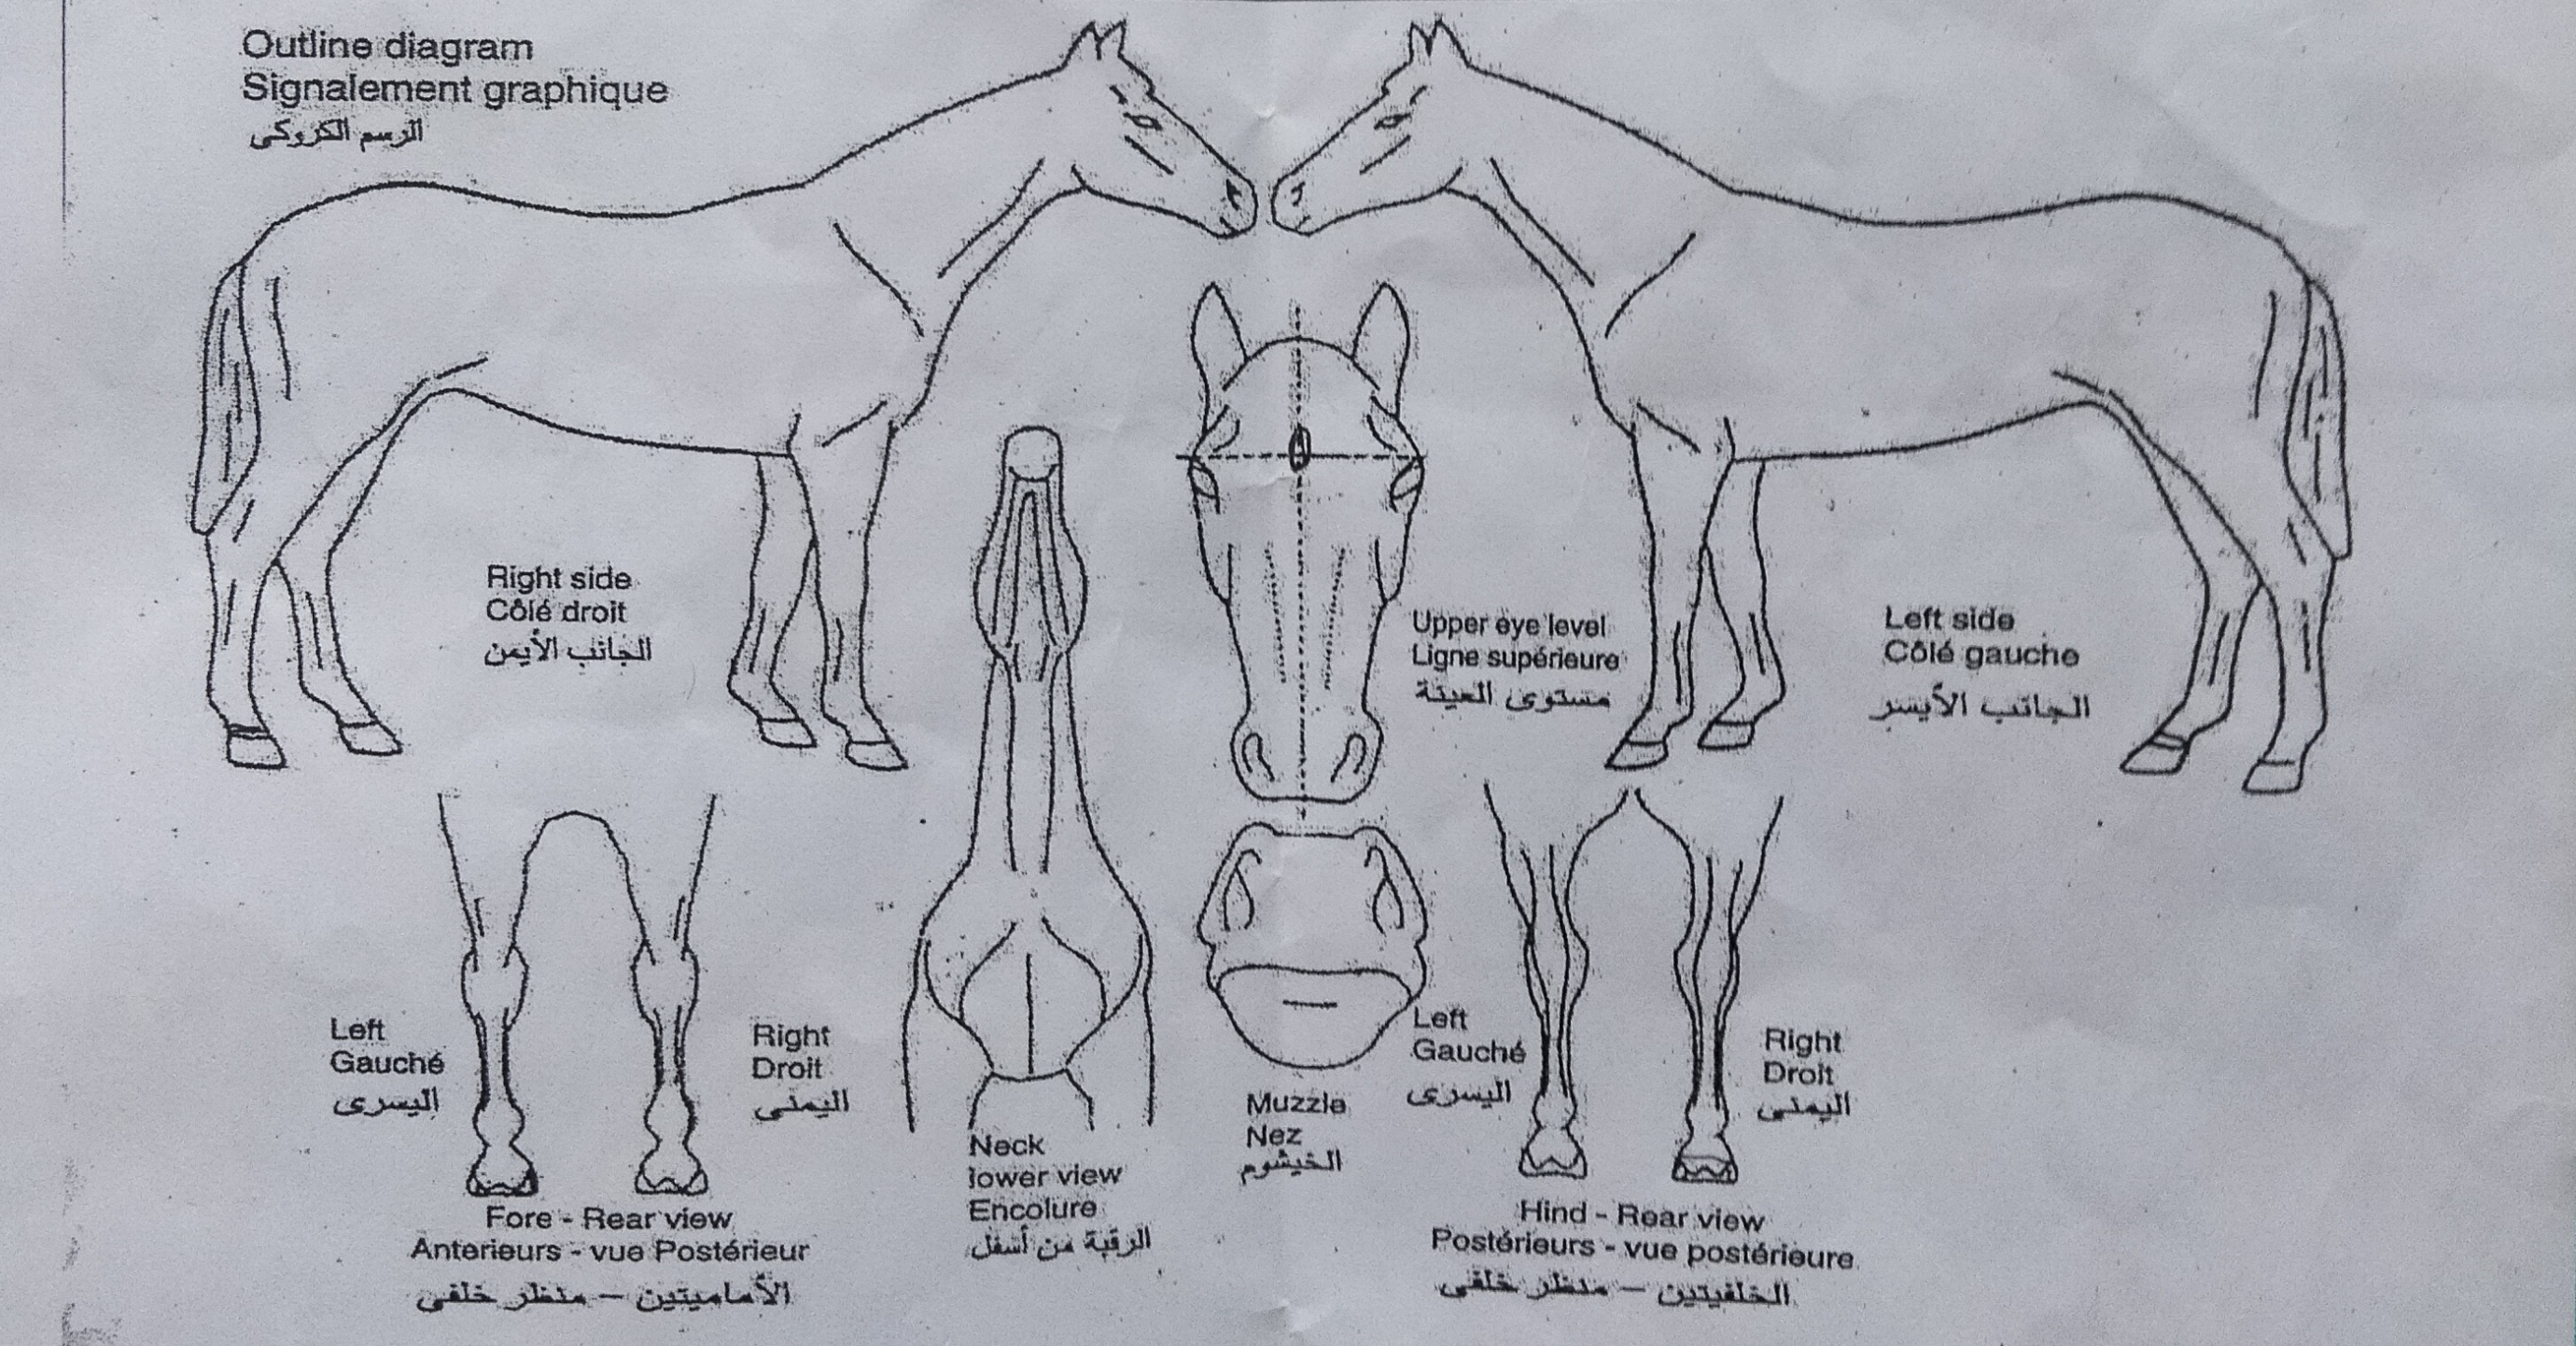 Outline diagram
Signalement graphique
الرسم الكروكى
Right side
Côlé droit
الجانب الأيمن
Upper eye level
Ligne supérieure
مستوى العينة
Left side
Côlé gauche
الجانب الأيسر
Left
Gauché
اليسرى
Right
Droit
اليمنى
Fore - Rear view
Anterieurs - vue Postérieur
الأماميتين – منظر خلفى
Neck
lower view
Encolure
الرقبة من أسفل
Muzzle
Nez
الخيشوم
Left
Gauché
اليسرى
Right
Droit
اليمنى
Hind - Rear view
Postérieurs - vue postérieure
الخلفيتين – منظر خلفى